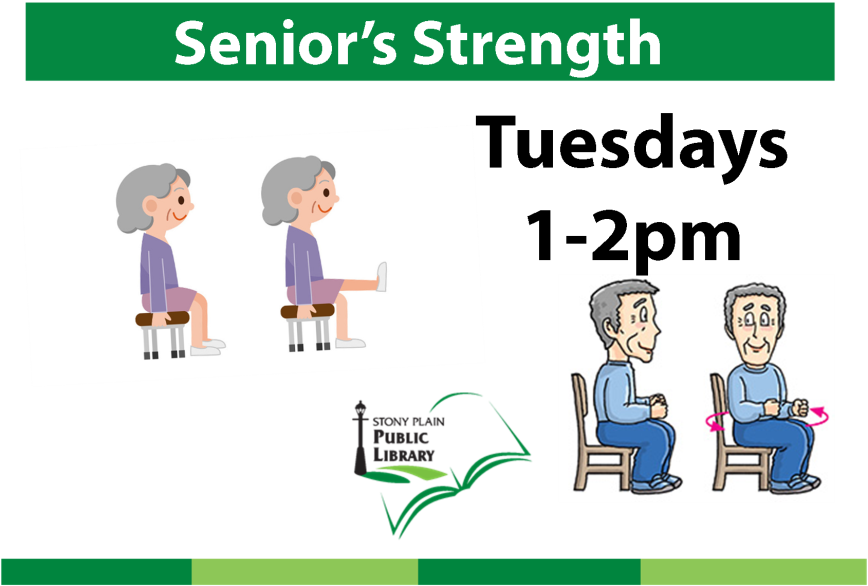 Senior’s Strength
Tuesdays
1-2pm
STONY PLAIN
PUBLIC
LIBRARY